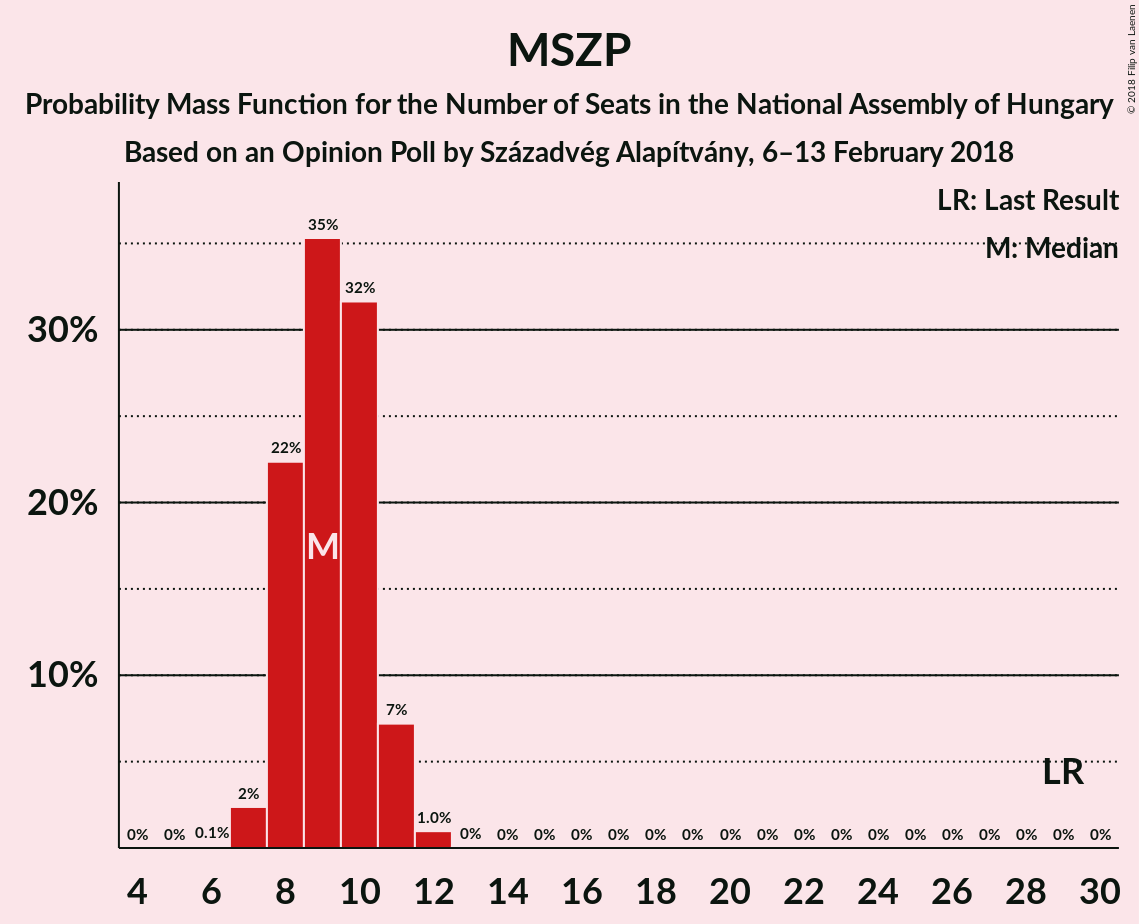 MSZP
Probability Mass Function for the Number of Seats in the National Assembly of Hungary
Based on an Opinion Poll by Századvég Alapítvány, 6–13 February 2018
© 2018 Filip van Laenen
LR: Last Result
M: Median
35%
32%
30%
22%
20%
M
10%
7%
LR
2%
1.0%
0% 0% 0.1% 0% 0% 0% 0% 0% 0% 0% 0% 0% 0% 0% 0% 0% 0% 0% 0% 0%
4 6 8 10 12 14 16 18 20 22 24 26 28 30